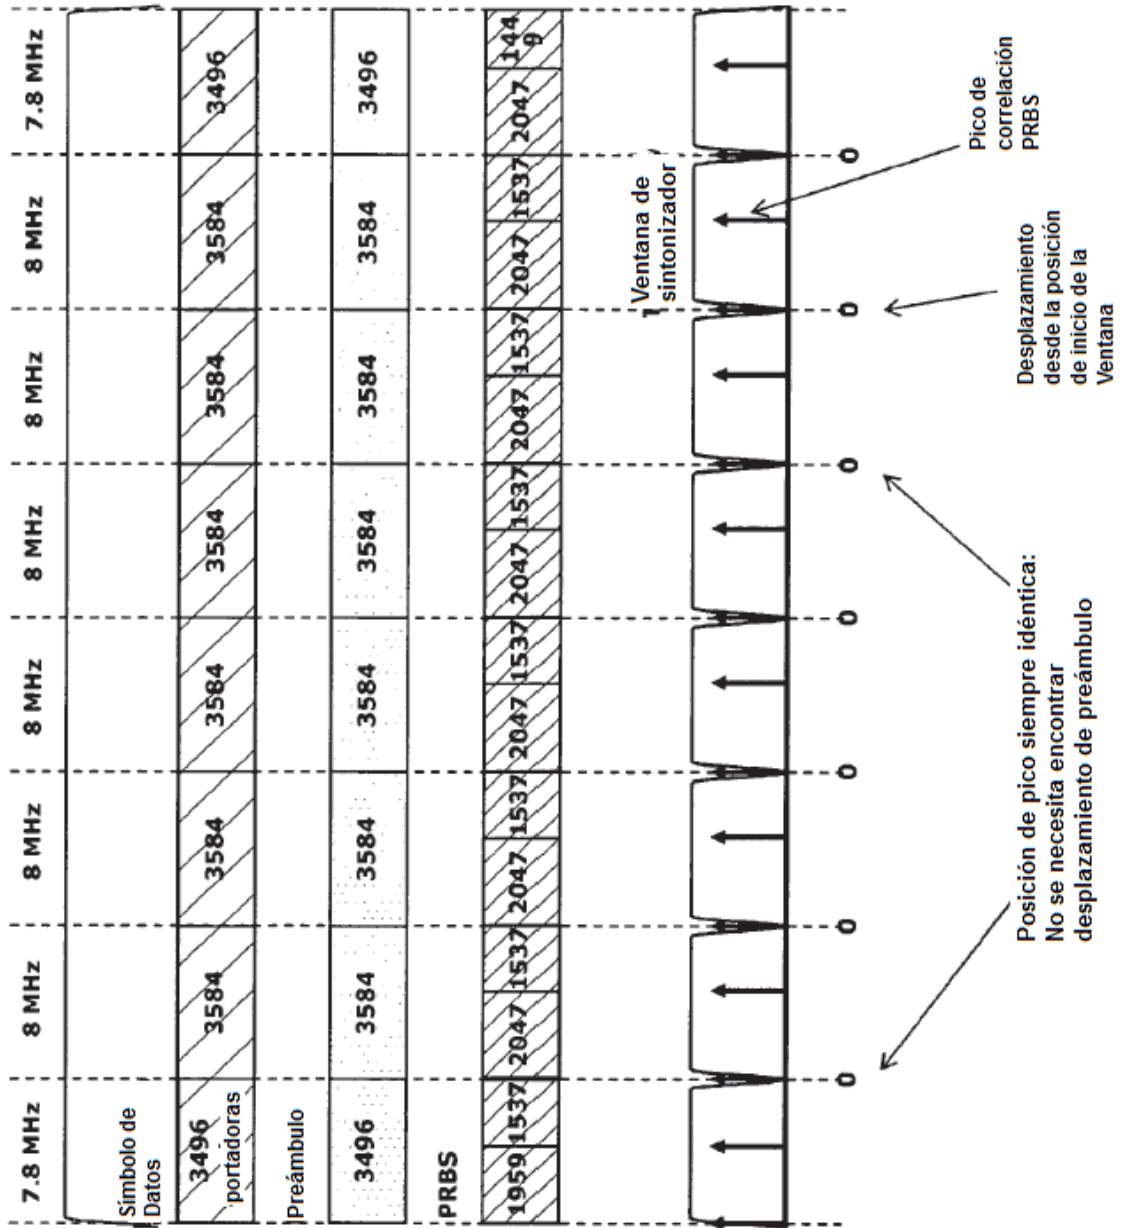 7.8 MHz 8 MHz 8 MHz 8 MHz 8 MHz 8 MHz 8 MHz 7.8 MHz
Símbolo de
Datos
3496 3584 3584 3584 3584 3584 3584 3496
portadoras
Preámbulo
3496 3584 3584 3584 3584 3584 3584 3496
PRBS
1959 1537 2047 1537 2047 1537 2047 1537 2047 1537 2047 1537 2047 1537 2047 144
9
Ventana de
sintonizador
0 0 0 0 0 0 0
Pico de
correlación
PRBS
Desplazamiento
desde la posición
de inicio de la
Ventana
Posición de pico siempre idéntica:
No se necesita encontrar
desplazamiento de preámbulo